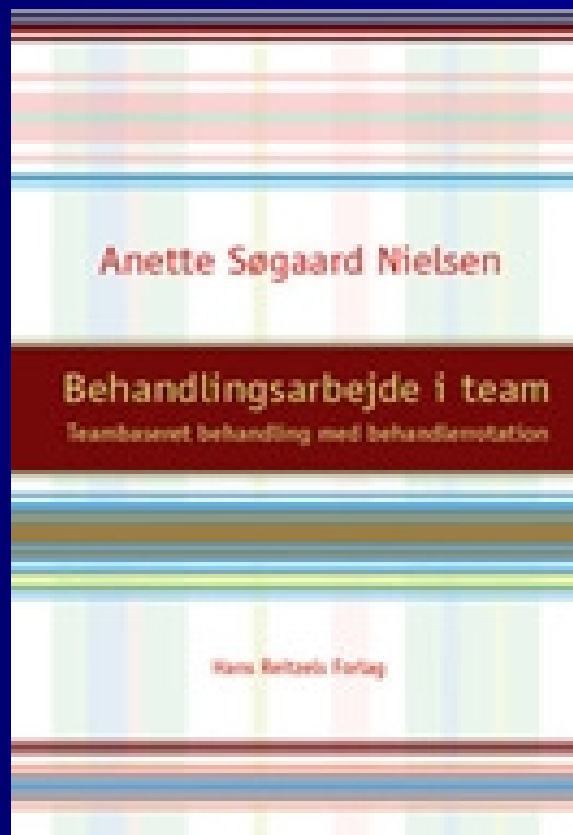 Anette Søgaard Nielsen
Behandlingsarbejde i team
Teambaseret behandling med behandlerrotation
Hans Reitzels Forlag